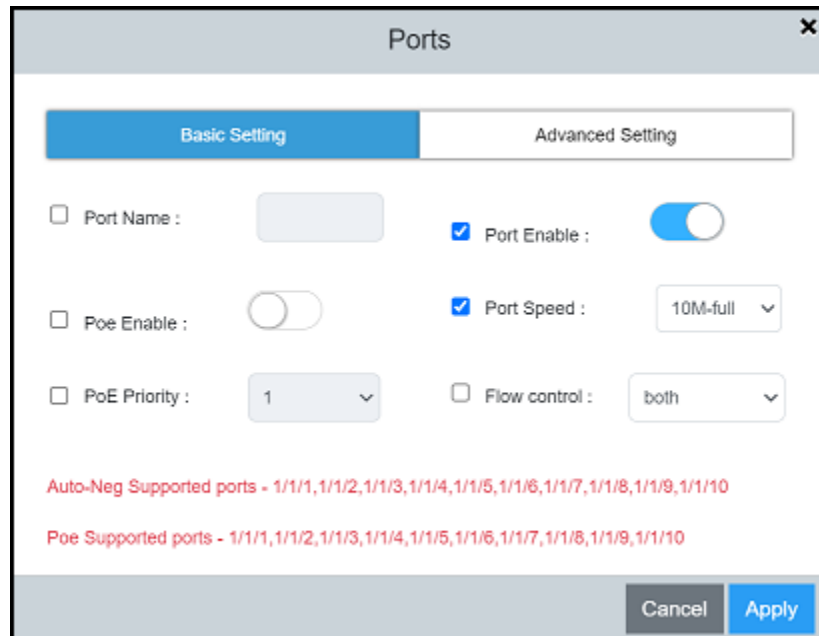 Ports
Basic Setting
Advanced Setting
Port Name :
Port Enable :
Poe Enable :
Port Speed :
10M-full
PoE Priority :
1
Flow control :
both
Auto-Neg Supported ports - 1/1/1,1/1/2,1/1/3,1/1/4,1/1/5,1/1/6,1/1/7,1/1/8,1/1/9,1/1/10
Poe Supported ports - 1/1/1,1/1/2,1/1/3,1/1/4,1/1/5,1/1/6,1/1/7,1/1/8,1/1/9,1/1/10
Cancel
Apply